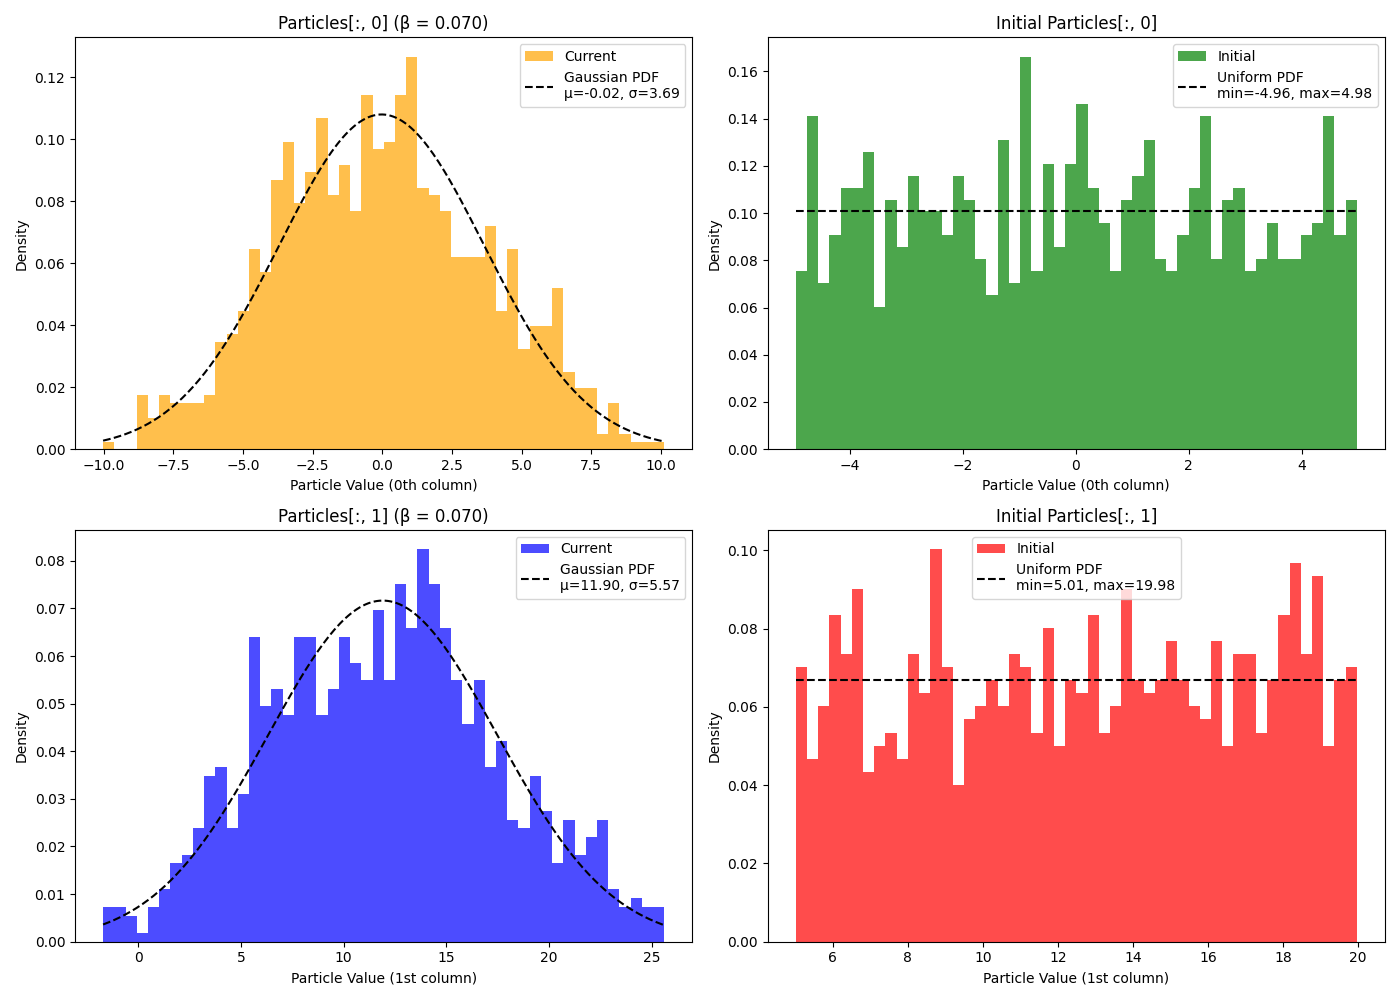 Particles[:, 0] (β = 0.070)
Current
Gaussian PDF
μ=-0.02, σ=3.69
Density
0.12
0.10
0.08
0.06
0.04
0.02
0.00
−10.0 −7.5 −5.0 −2.5 0.0 2.5 5.0 7.5 10.0
Particle Value (0th column)
Initial Particles[:, 0]
Initial
Uniform PDF
min=-4.96, max=4.98
Density
0.16
0.14
0.12
0.10
0.08
0.06
0.04
0.02
0.00
−4 −2 0 2 4
Particle Value (0th column)
Particles[:, 1] (β = 0.070)
Current
Gaussian PDF
μ=11.90, σ=5.57
Density
0.08
0.07
0.06
0.05
0.04
0.03
0.02
0.01
0.00
0 5 10 15 20 25
Particle Value (1st column)
Initial Particles[:, 1]
Initial
Uniform PDF
min=5.01, max=19.98
Density
0.10
0.08
0.06
0.04
0.02
0.00
6 8 10 12 14 16 18 20
Particle Value (1st column)